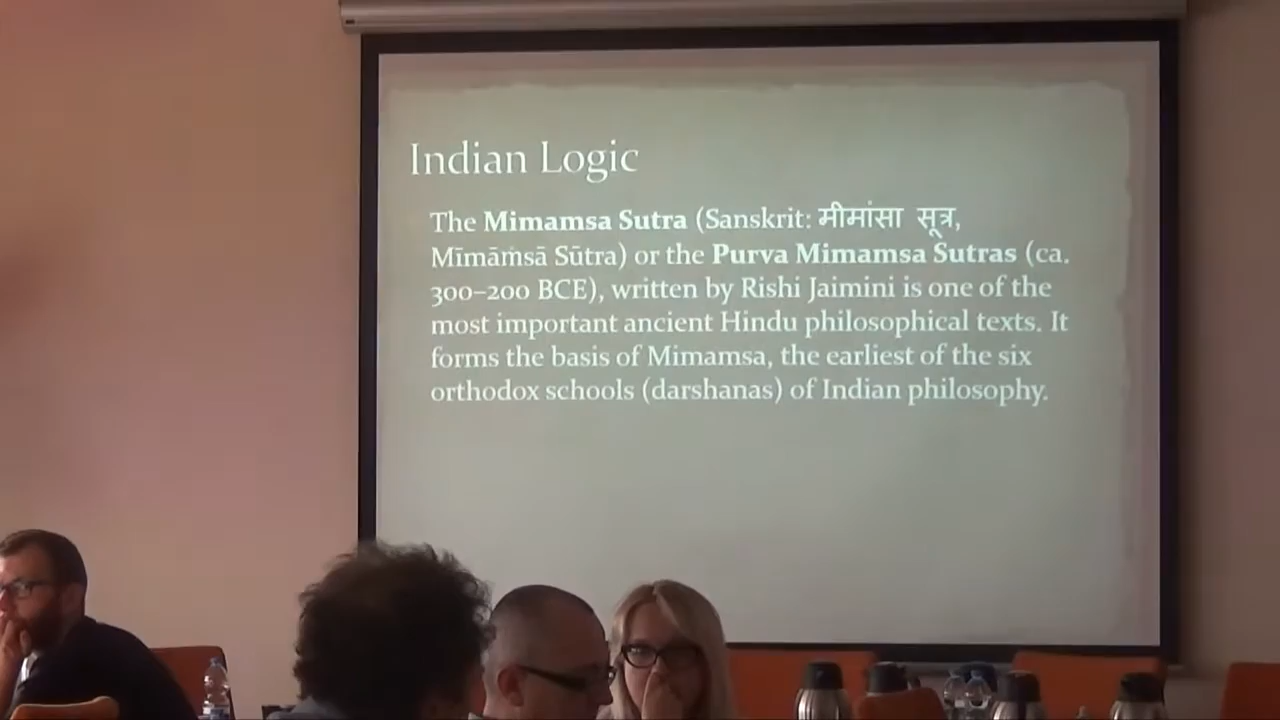 Indian Logic
The Mimamsa Sutra (Sanskrit: मीमांसा सूत्र,
Mīmāṁsā Sūtra) or the Purva Mimamsa Sutras (ca.
300–200 BCE), written by Rishi Jaimini is one of the
most important ancient Hindu philosophical texts. It
forms the basis of Mimamsa, the earliest of the six
orthodox schools (darshanas) of Indian philosophy.